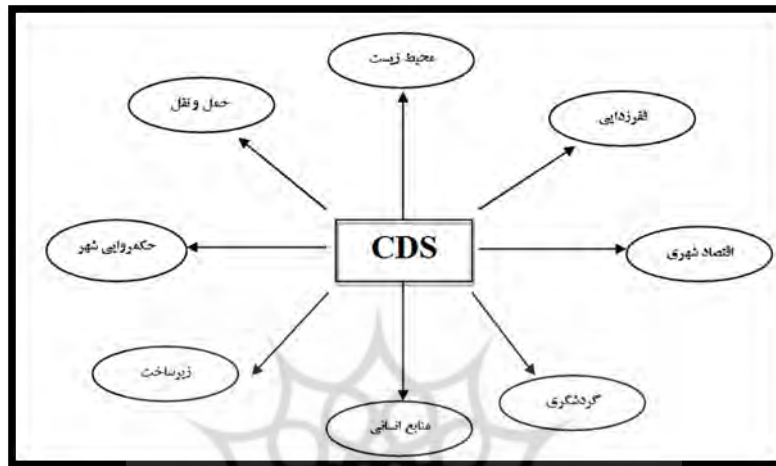 محیط زیست
حمل و نقل
فقرزدایی
حکمروایی شهر
CDS
اقتصاد شهری
زیرساخت
گردشگری
منابع انسانی